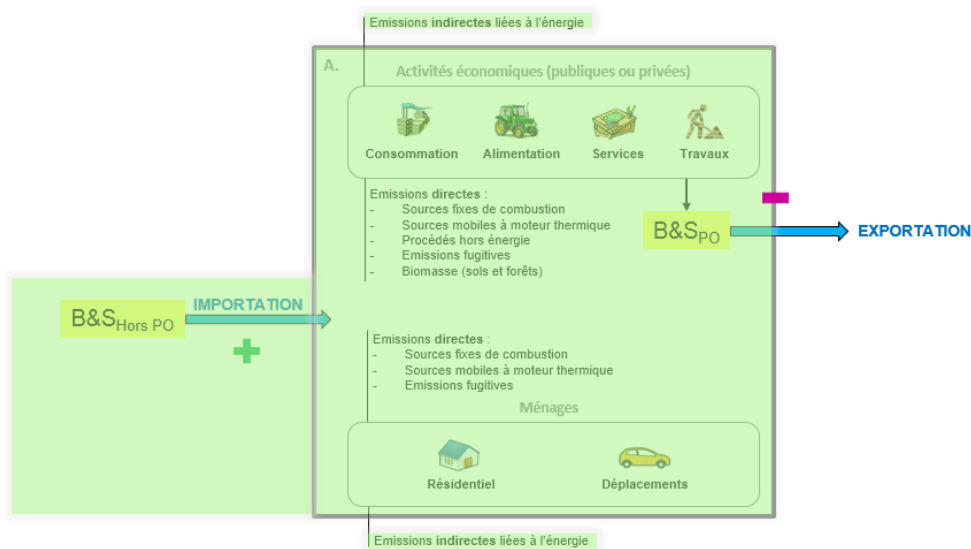 Emissions indirectes liées à l'énergie
A.
Activités économiques (publiques ou privées)
Consommation Alimentation Services Travaux
Emissions directes :
- Sources fixes de combustion
- Sources mobiles à moteur thermique
- Procédés hors énergie
- Emissions fugitives
- Biomasse (sols et forêts)
B&SPO
EXPORTATION
B&SHors PO
IMPORTATION
Emissions directes :
- Sources fixes de combustion
- Sources mobiles à moteur thermique
- Emissions fugitives
Ménages
Résidentiel Déplacements
Emissions indirectes liées à l'énergie